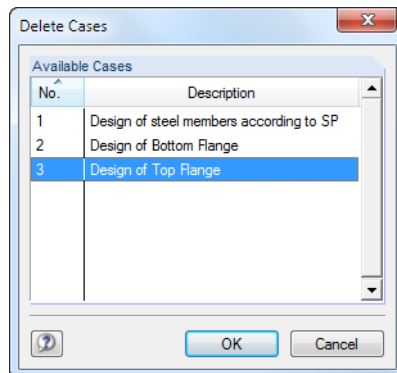 Delete Cases
Available Cases
No. Description
1 Design of steel members according to SP
2 Design of Bottom Flange
3 Design of Top Flange
OK Cancel